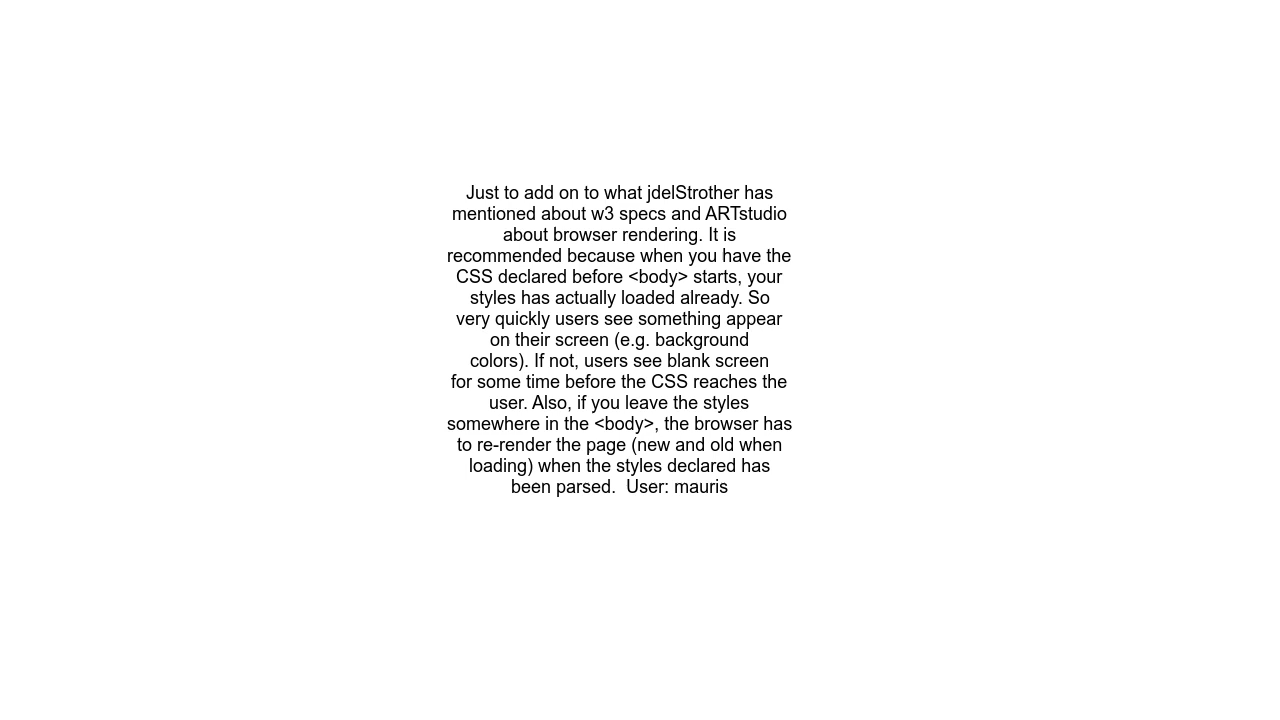 Just to add on to what jdelStrother has
mentioned about w3 specs and ARTstudio
about browser rendering. It is
recommended because when you have the
CSS declared before <body> starts, your
styles has actually loaded already. So
very quickly users see something appear
on their screen (e.g. background
colors). If not, users see blank screen
for some time before the CSS reaches the
user. Also, if you leave the styles
somewhere in the <body>, the browser has
to re-render the page (new and old when
loading) when the styles declared has
been parsed.  User: mauris